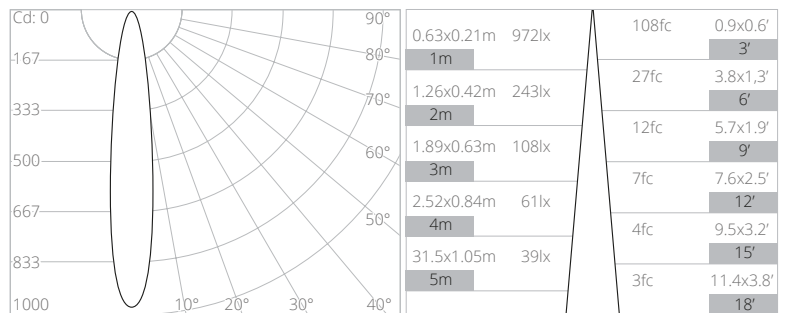 Cd: 0
167
333
500
667
833
1000
10° 20° 30° 40°
50°
60°
70°
80°
90°
0.63x0.21m 972lx
1m
1.26x0.42m 243lx
2m
1.89x0.63m 108lx
3m
2.52x0.84m 61lx
4m
31.5x1.05m 39lx
5m
108fc 0.9x0.6’
3’
27fc 3.8x1,3’
6’
12fc 5.7x1.9’
9’
7fc 7.6x2.5’
12’
4fc 9.5x3.2’
15’
3fc 11.4x3.8’
18’